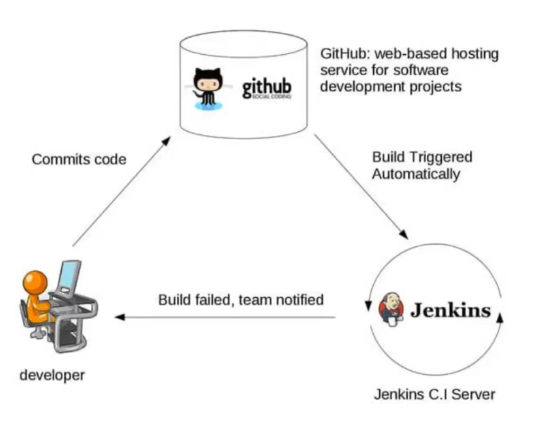 github
SOCIAL CODING
GitHub: web-based hosting
service for software
development projects
Commits code
Build Triggered
Automatically
Build failed, team notified
Jenkins
developer
Jenkins C.I Server